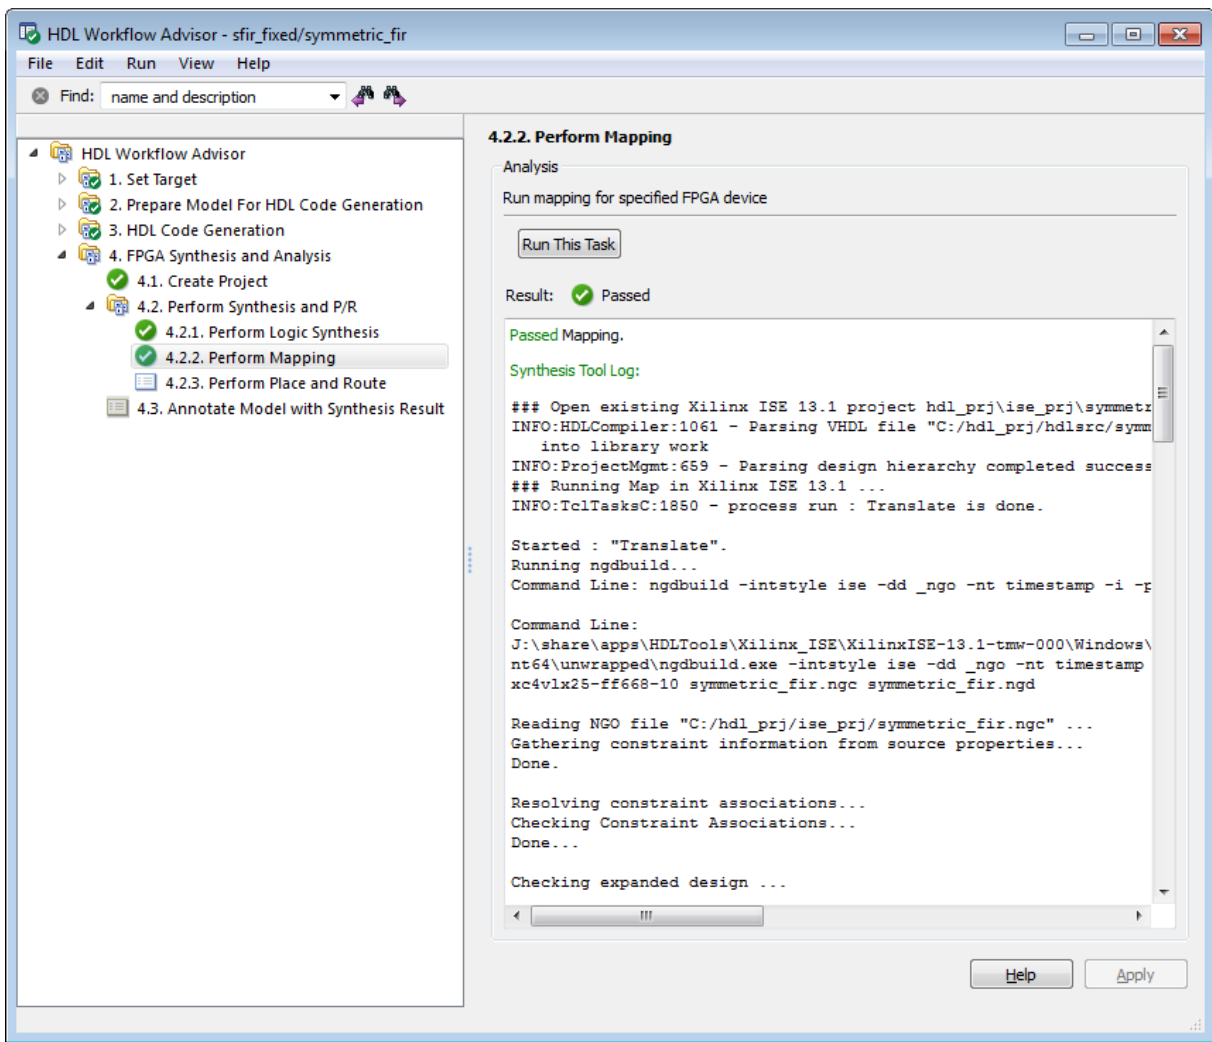 HDL Workflow Advisor - sfir_fixed/symmetric_fir
File Edit Run View Help
Find: name and description
HDL Workflow Advisor
1. Set Target
2. Prepare Model For HDL Code Generation
3. HDL Code Generation
4. FPGA Synthesis and Analysis
4.1. Create Project
4.2. Perform Synthesis and P/R
4.2.1. Perform Logic Synthesis
4.2.2. Perform Mapping
4.2.3. Perform Place and Route
4.3. Annotate Model with Synthesis Result
4.2.2. Perform Mapping
Analysis
Run mapping for specified FPGA device
Run This Task
Result: Passed
Passed Mapping.
Synthesis Tool Log:
### Open existing Xilinx ISE 13.1 project hdl_prj\ise_prj\symmetr
INFO:HDLCompiler:1061 - Parsing VHDL file "C:/hdl_prj/hdlsrc/symm
into library work
INFO:ProjectMgmt:659 - Parsing design hierarchy completed success
### Running Map in Xilinx ISE 13.1 ...
INFO:TclTasksC:1850 - process run : Translate is done.
Started : "Translate".
Running ngdbuild...
Command Line: ngdbuild -intstyle ise -dd _ngo -nt timestamp -i -p
Command Line:
J:\share\apps\HDLTools\Xilinx_ISE\XilinxISE-13.1-tmw-000\Windows\
nt64\unwrapped\ngdbuild.exe -intstyle ise -dd _ngo -nt timestamp
xc4vlx25-ff668-10 symmetric_fir.ngc symmetric_fir.ngd
Reading NGO file "C:/hdl_prj/ise_prj/symmetric_fir.ngc" ...
Gathering constraint information from source properties...
Done.
Resolving constraint associations...
Checking Constraint Associations...
Done...
Checking expanded design ...
Help Apply